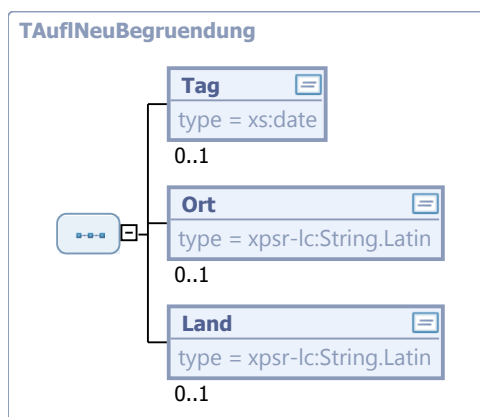 TAuflNeuBegruendung
Tag
type = xs:date
0..1
Ort
type = xpsr-lc:String.Latin
0..1
Land
type = xpsr-lc:String.Latin
0..1